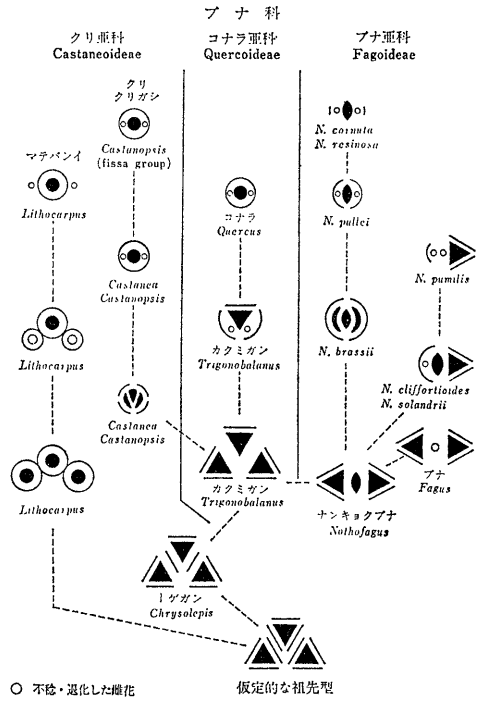 ブナ科
クリ亜科
Castaneoideae
コナラ亜科
Quercoideae
ブナ亜科
Fagoideae
クリ
クリガシ
Castanopsis
(fissa group)
N. cornuta
N. resinosa
マテバシイ
Lithocarpus
コナラ
Quercus
N. pullei
Castanea
Castanopsis
N. pumilis
Lithocarpus
カクミガン
Trigonobalanus
N. brassii
N. cliffortioides
N. solandrii
Castanea
Castanopsis
ブナ
Fagus
Lithocarpus
カクミガン
Trigonobalanus
ナンキョクブナ
Nothofagus
トゲガン
Chrysolepis
○ 不稔・退化した雌花
仮定的な祖先型